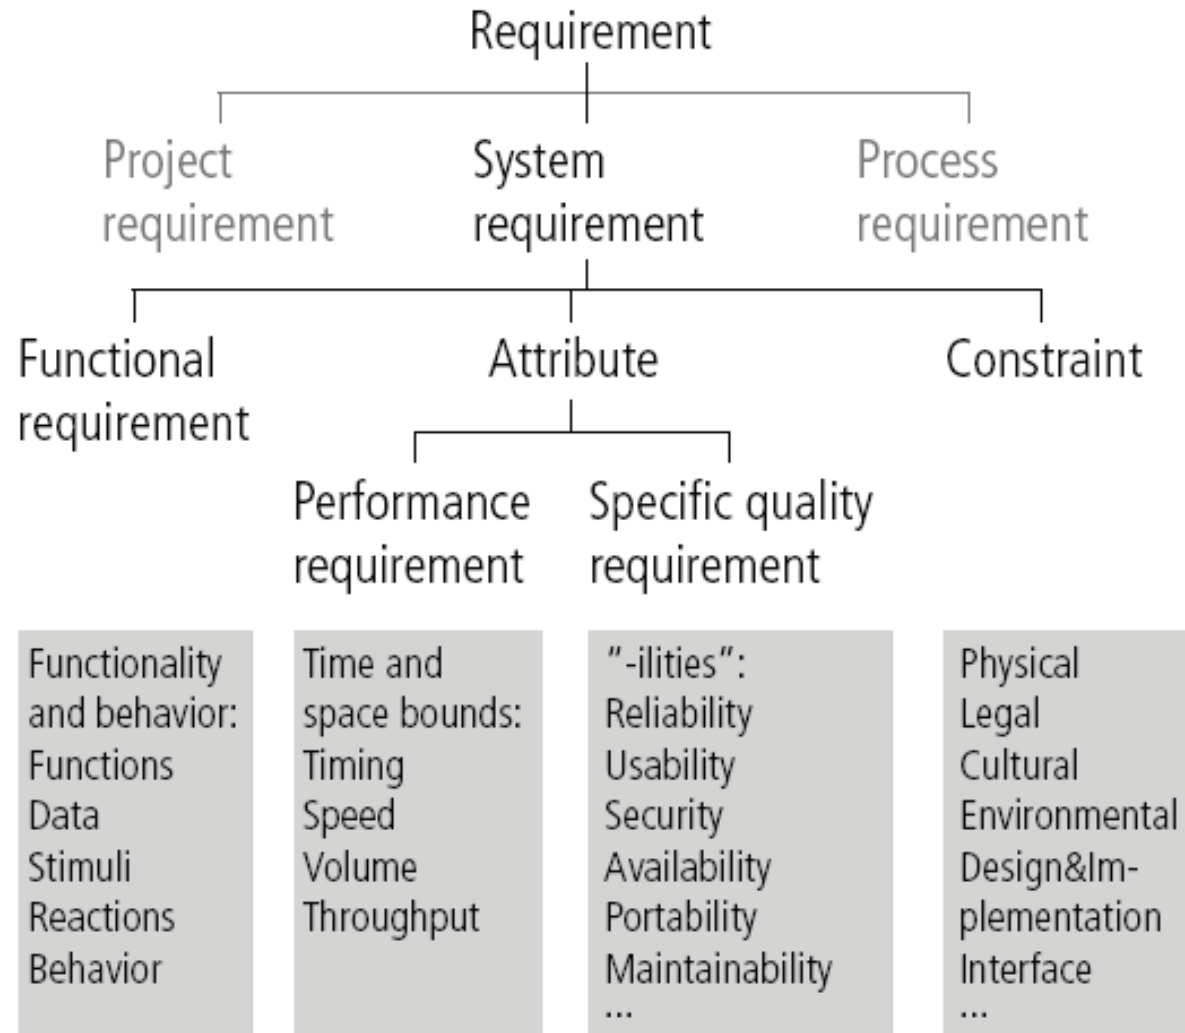 Requirement
Project
requirement
System
requirement
Process
requirement
Functional
requirement
Attribute
Constraint
Performance
requirement
Specific quality
requirement
Functionality
and behavior:
Functions
Data
Stimuli
Reactions
Behavior
Time and
space bounds:
Timing
Speed
Volume
Throughput
"-ilities":
Reliability
Usability
Security
Availability
Portability
Maintainability
...
Physical
Legal
Cultural
Environmental
Design&Im-
plementation
Interface
...